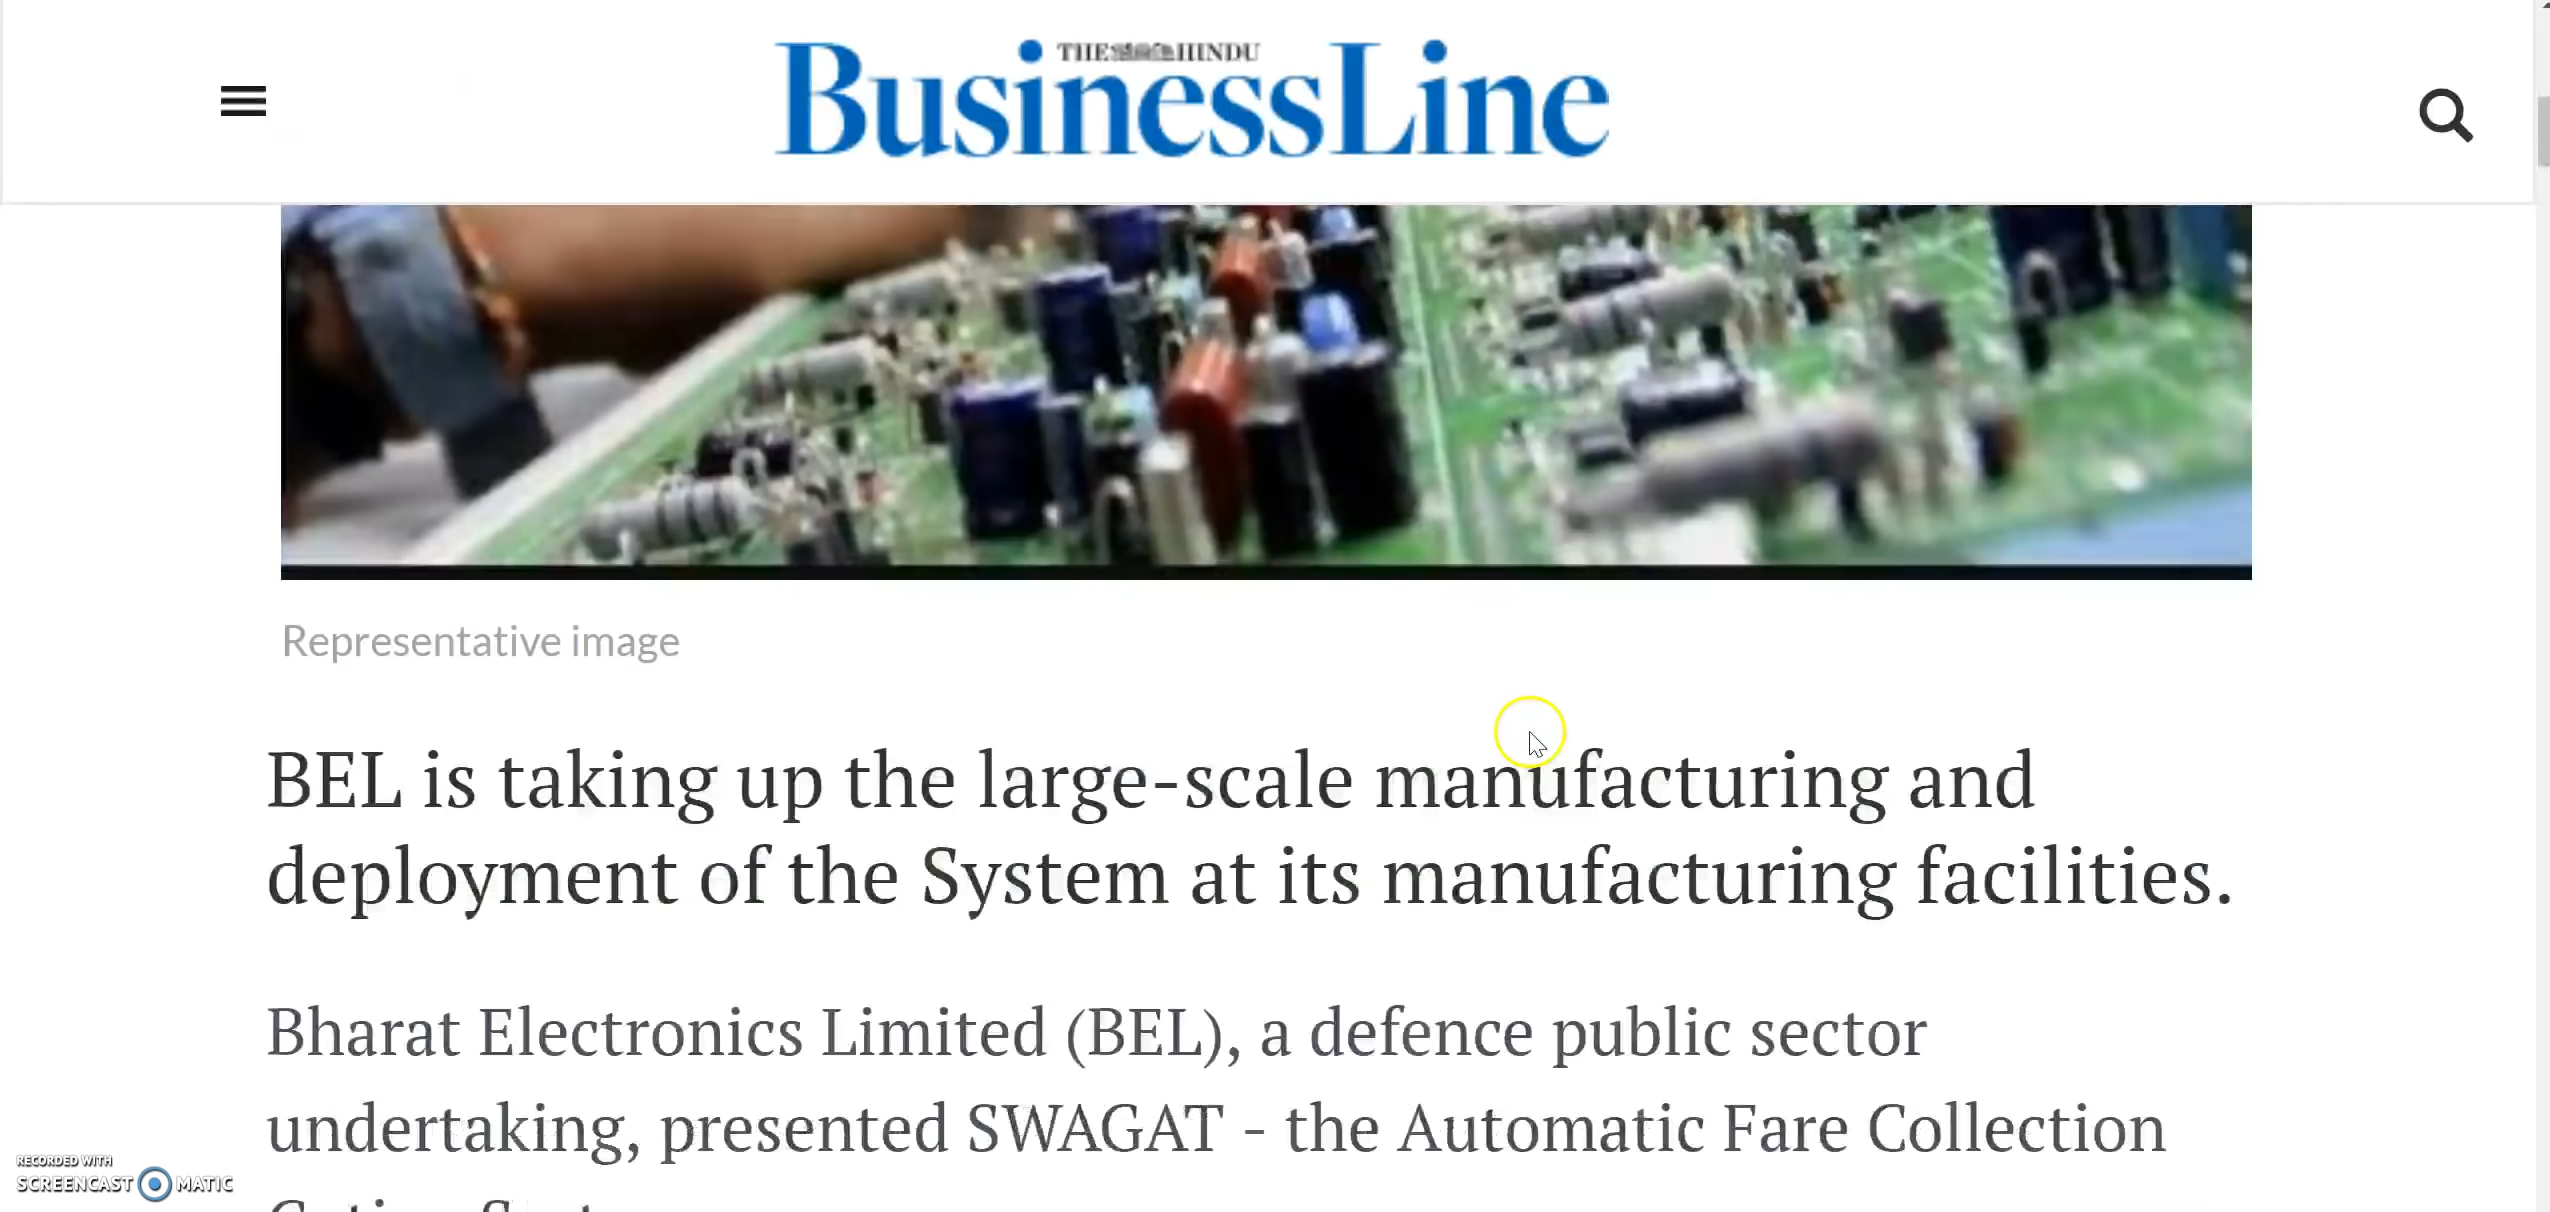 THE HINDU
BusinessLine
Representative image
BEL is taking up the large-scale manufacturing and
deployment of the System at its manufacturing facilities.
Bharat Electronics Limited (BEL), a defence public sector
undertaking, presented SWAGAT - the Automatic Fare Collection
RECORDED WITH
SCREENCAST MATIC